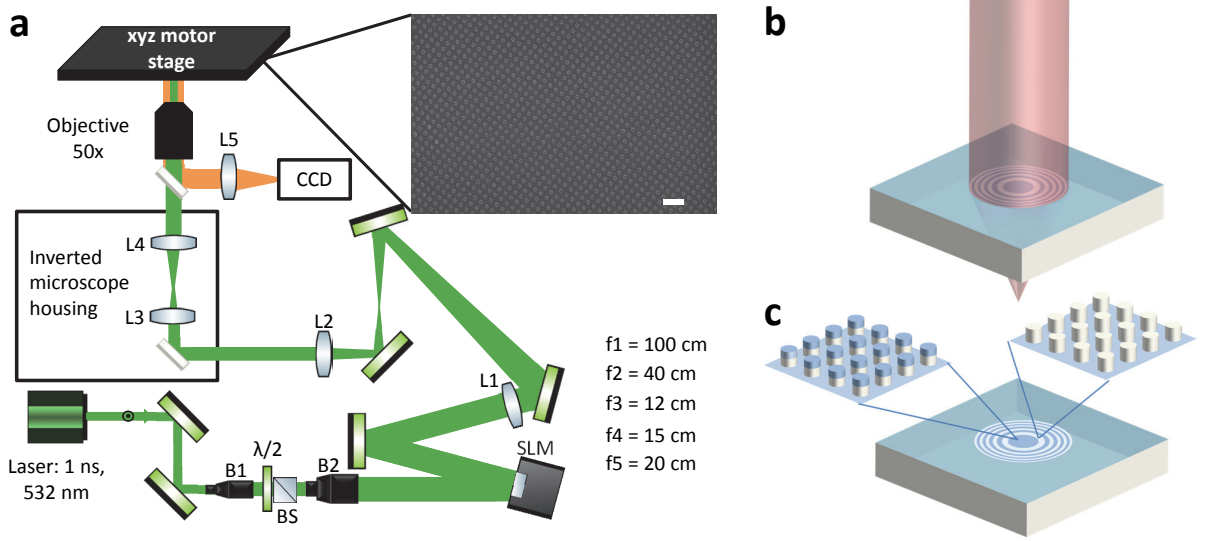 a
xyz motor
stage
Objective
50x
L5
CCD
L4
Inverted
microscope
housing
L3
L2
L1
f1 = 100 cm
f2 = 40 cm
f3 = 12 cm
f4 = 15 cm
f5 = 20 cm
Laser: 1 ns,
532 nm
B1
λ/2
BS
B2
SLM
b
c